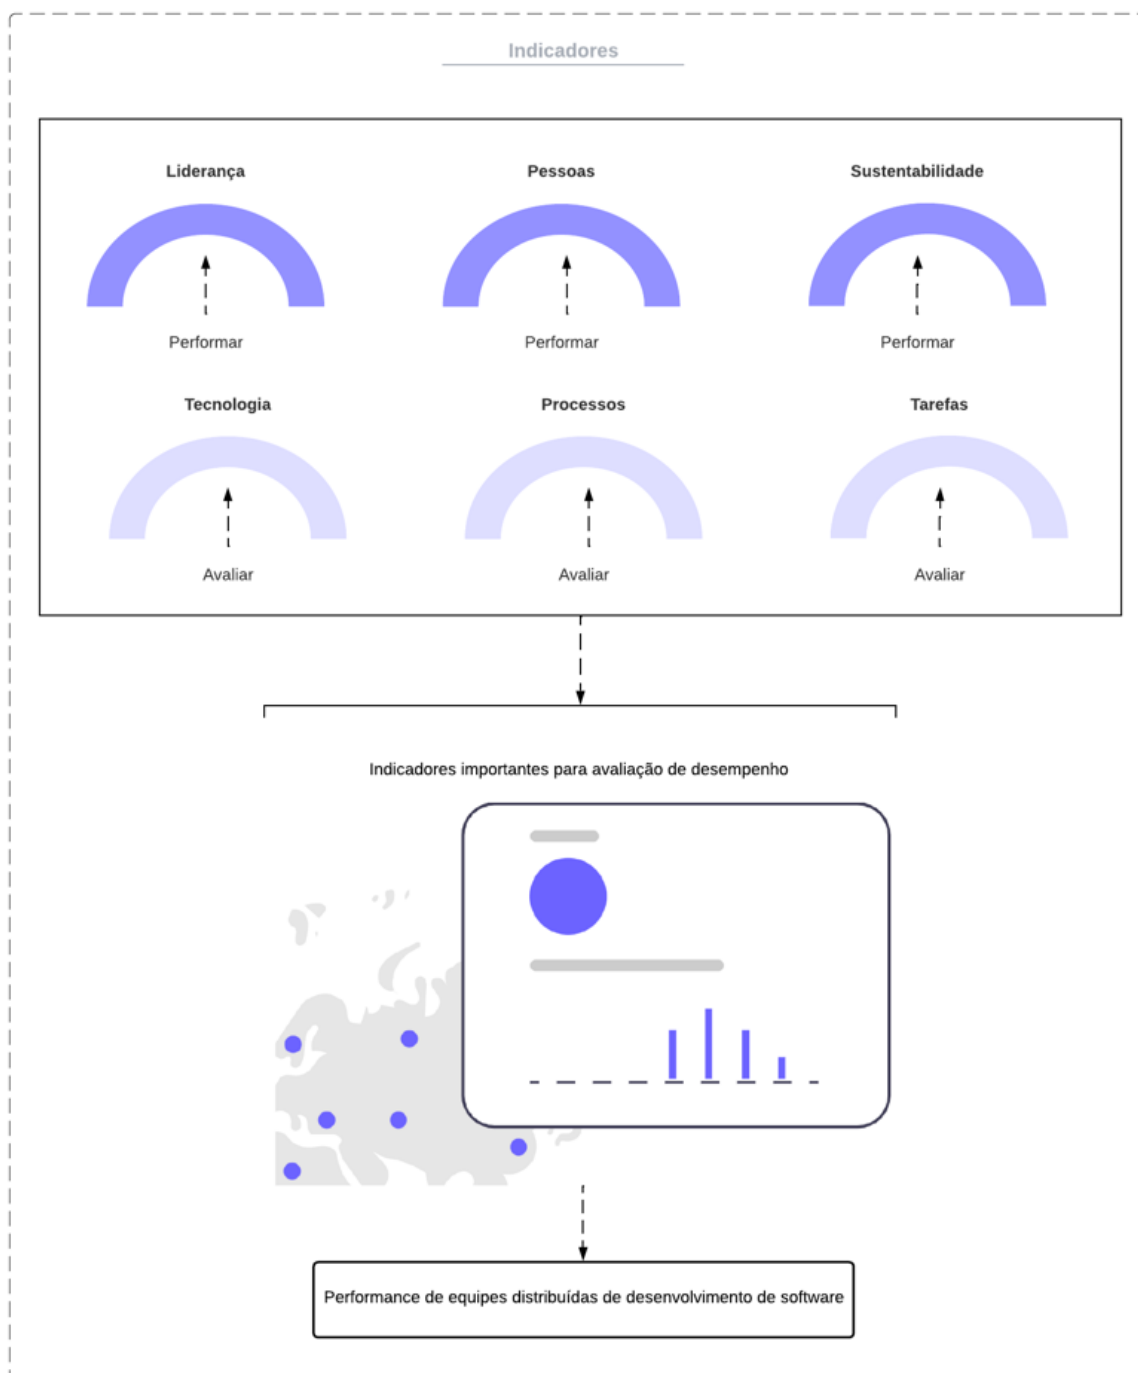 Indicadores
Liderança
Pessoas
Sustentabilidade
Performar
Performar
Performar
Tecnologia
Processos
Tarefas
Avaliar
Avaliar
Avaliar
Indicadores importantes para avaliação de desempenho
Performance de equipes distribuídas de desenvolvimento de software